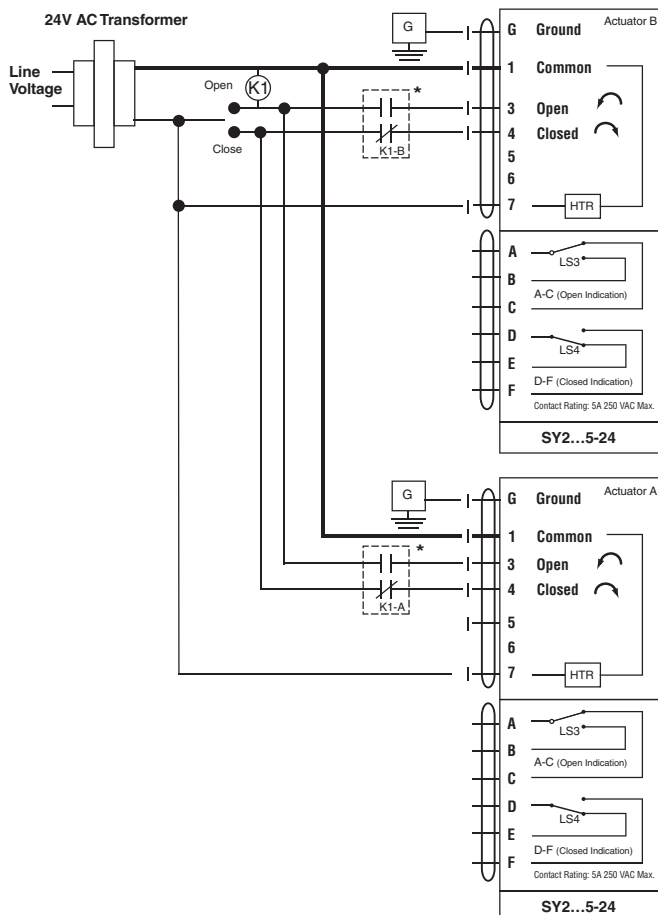 24V AC Transformer
Line
Voltage
Open
K1
Close
G
*
K1-B
Actuator B
G Ground
1 Common
3 Open
4 Closed
5
6
7 HTR
A
LS3
B
A-C (Open Indication)
C
D
LS4
E
D-F (Closed Indication)
F
Contact Rating: 5A 250 VAC Max.
SY2...5-24
G
*
K1-A
Actuator A
G Ground
1 Common
3 Open
4 Closed
5
6
7 HTR
A
LS3
B
A-C (Open Indication)
C
D
LS4
E
D-F (Closed Indication)
F
Contact Rating: 5A 250 VAC Max.
SY2...5-24